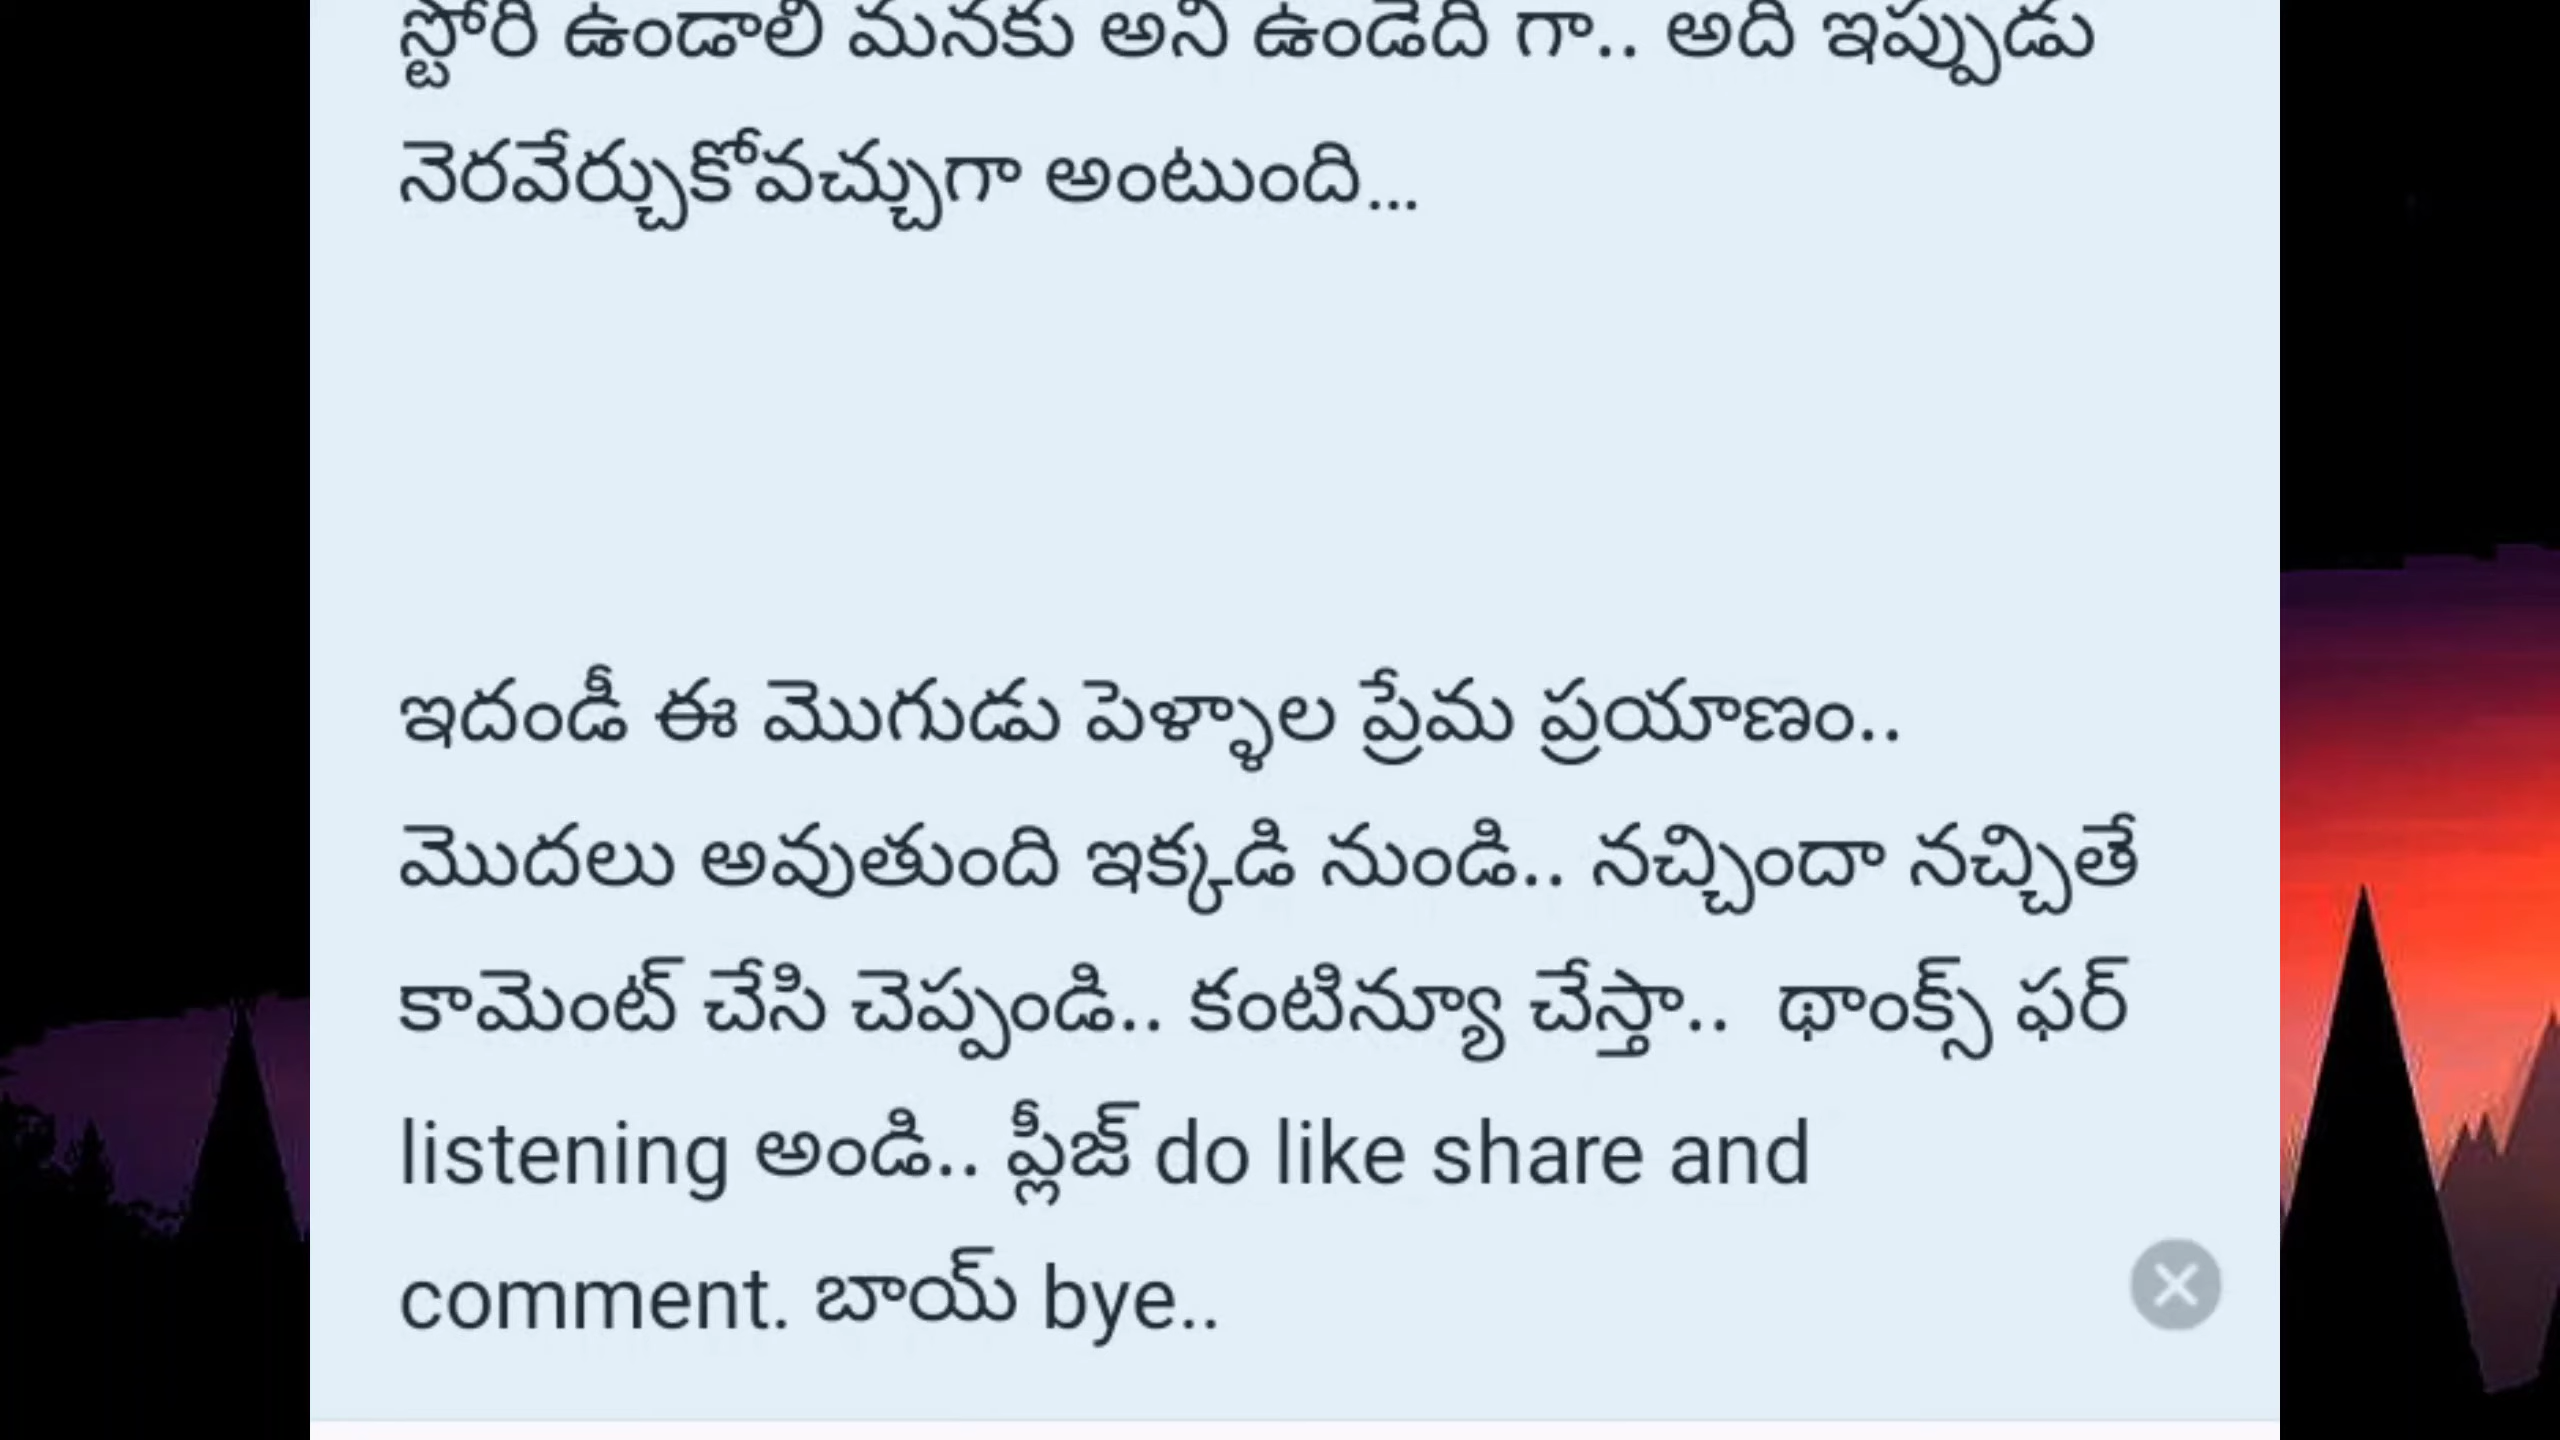 స్టోరి ఉండాలి మనకు అని ఉండేది గా.. అది ఇప్పుడు
నెరవేర్చుకోవచ్చుగా అంటుంది...
ఇదండీ ఈ మొగుడు పెళ్ళాల ప్రేమ ప్రయాణం..
మొదలు అవుతుంది ఇక్కడి నుండి.. నచ్చిందా నచ్చితే
కామెంట్ చేసి చెప్పండి.. కంటిన్యూ చేస్తా.. థాంక్స్ ఫర్
listening అండి.. ప్లీజ్ do like share and
comment. బాయ్ bye..